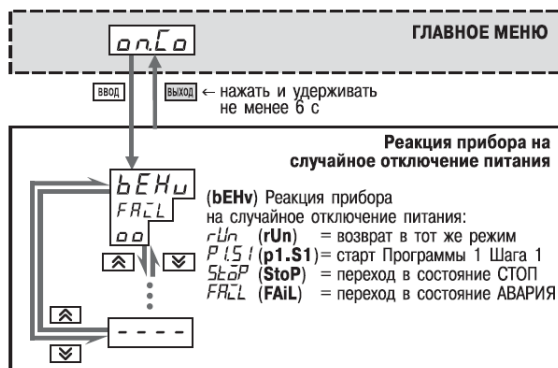 on.Co
ГЛАВНОЕ МЕНЮ
ВВОД ВЫХОД ← нажать и удерживать
не менее 6 с
Реакция прибора на
случайное отключение питания
bEHv
FAiL
oo
(bEHv) Реакция прибора
на случайное отключение питания:
rUn (rUn) = возврат в тот же режим
P1.S1 (p1.S1) = старт Программы 1 Шага 1
StoP (StoP) = переход в состояние СТОП
FAiL (FAiL) = переход в состояние АВАРИЯ
- - - -